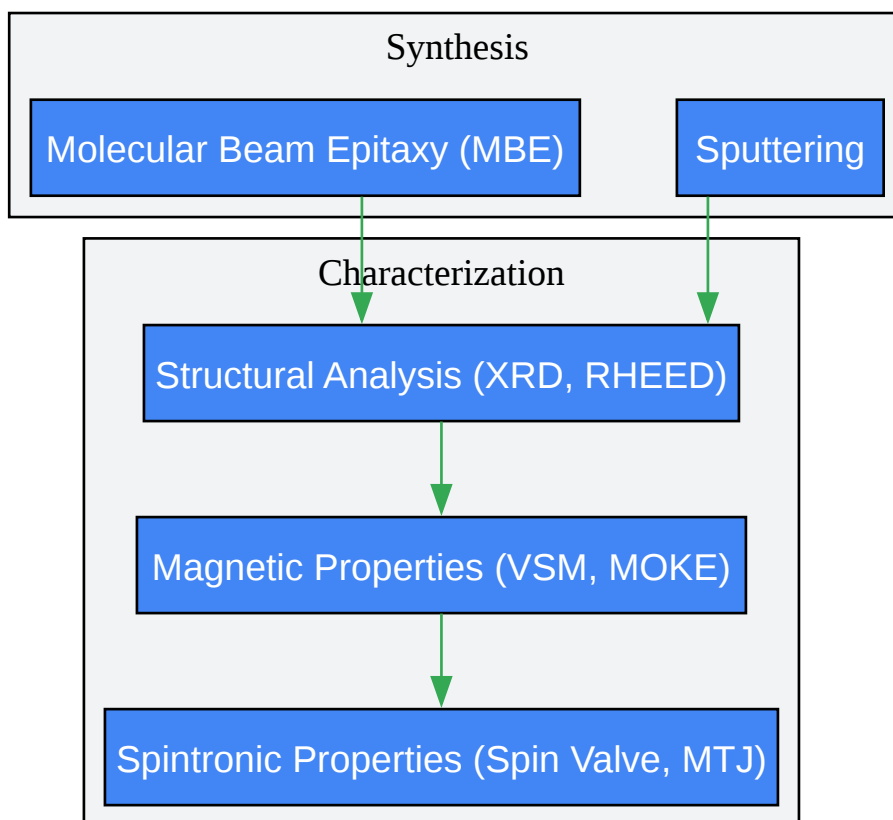 Synthesis
Molecular Beam Epitaxy (MBE)
Sputtering
Characterization
Structural Analysis (XRD, RHEED)
Magnetic Properties (VSM, MOKE)
Spintronic Properties (Spin Valve, MTJ)